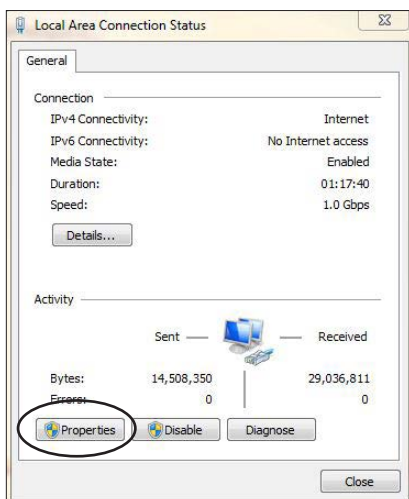 Local Area Connection Status
General
Connection
IPv4 Connectivity: Internet
IPv6 Connectivity: No Internet access
Media State: Enabled
Duration: 01:17:40
Speed: 1.0 Gbps
Details...
Activity
Sent Received
Bytes: 14,508,350 29,036,811
Errors: 0 0
Properties Disable Diagnose
Close